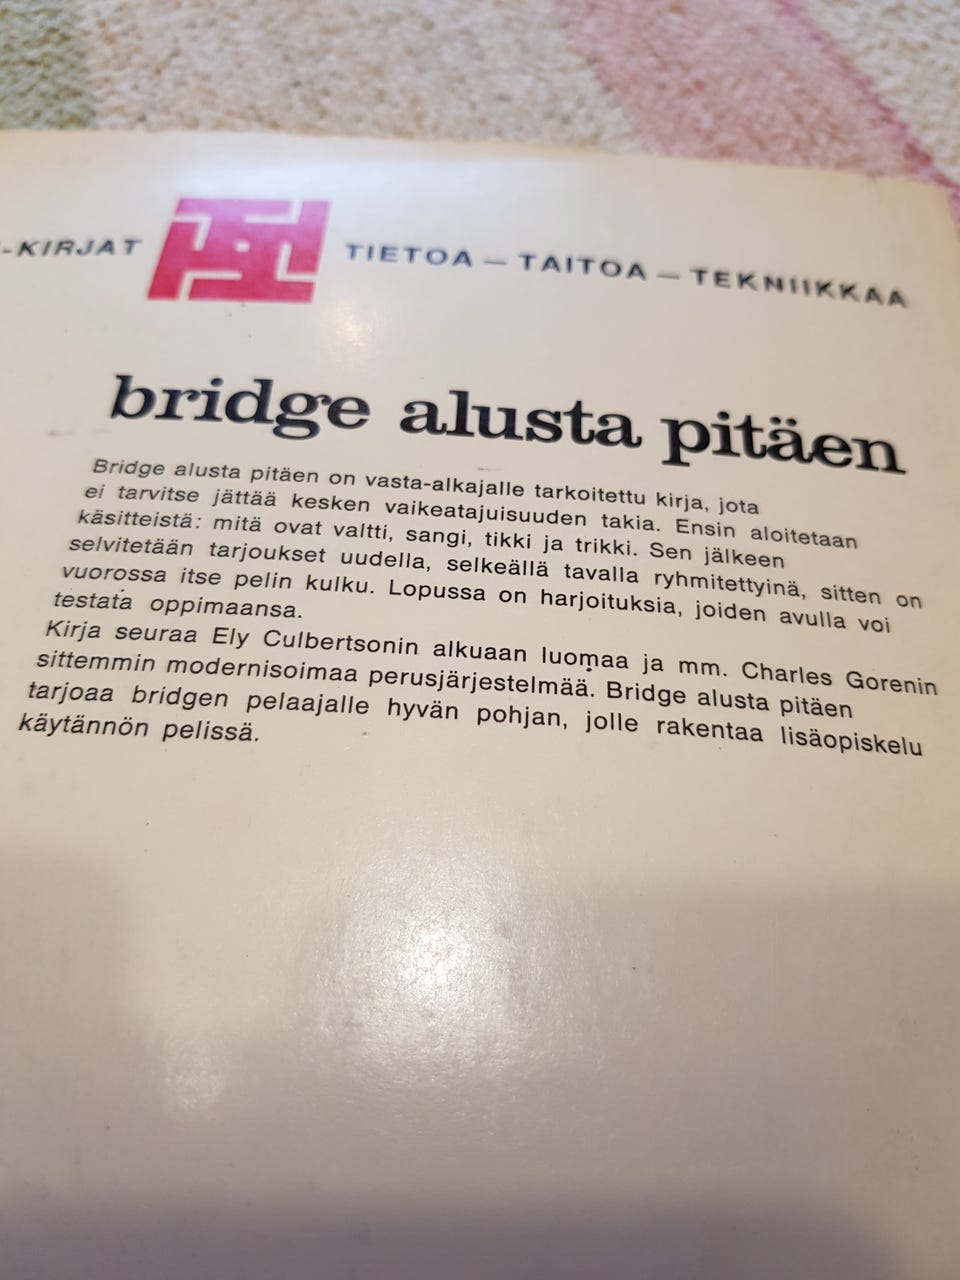 -KIRJAT TIETOA — TAITOA — TEKNIIKKAA
bridge alusta pitäen
Bridge alusta pitäen on vasta-alkajalle tarkoitettu kirja, jota
ei tarvitse jättää kesken vaikeatajuisuuden takia. Ensin aloitetaan
käsitteistä: mitä ovat valtti, sangi, tikki ja trikki. Sen jälkeen
selvitetään tarjoukset uudella, selkeällä tavalla ryhmitettyinä, sitten on
vuorossa itse pelin kulku. Lopussa on harjoituksia, joiden avulla voi
testata oppimaansa.
Kirja seuraa Ely Culbertsonin alkuaan luomaa ja mm. Charles Gorenin
sittemmin modernisoimaa perusjärjestelmää. Bridge alusta pitäen
tarjoaa bridgen pelaajalle hyvän pohjan, jolle rakentaa lisäopiskelu
käytännön pelissä.